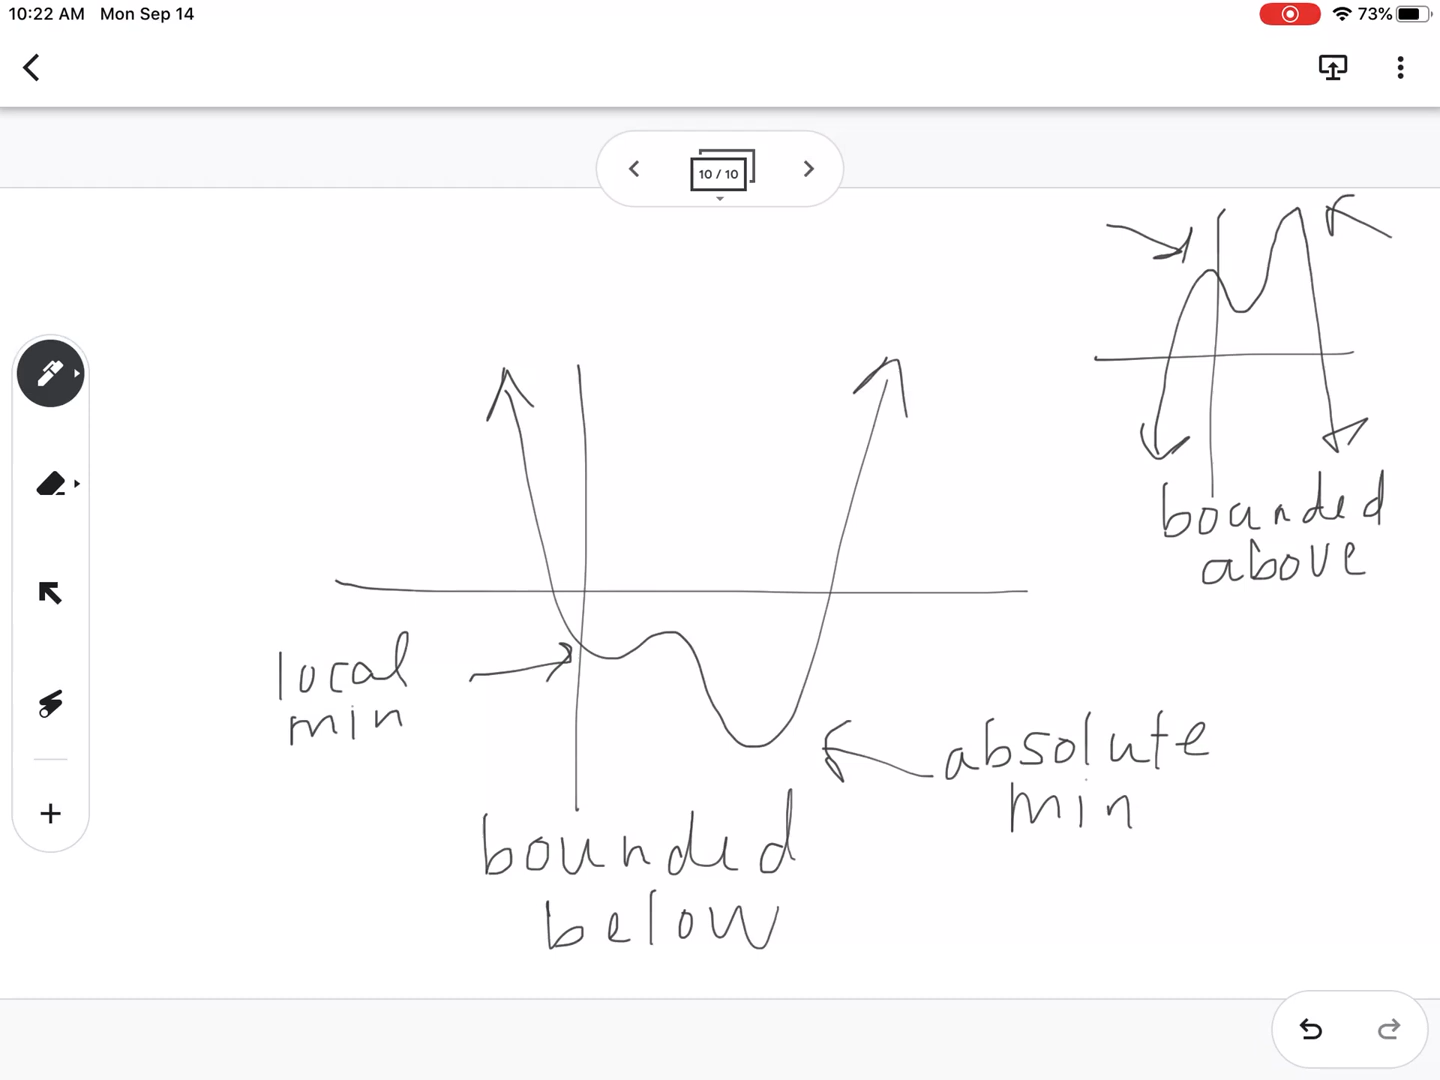 10:22 AM Mon Sep 14
73%
10 / 10
bounded
above
local
min
absolute
min
bounded
below